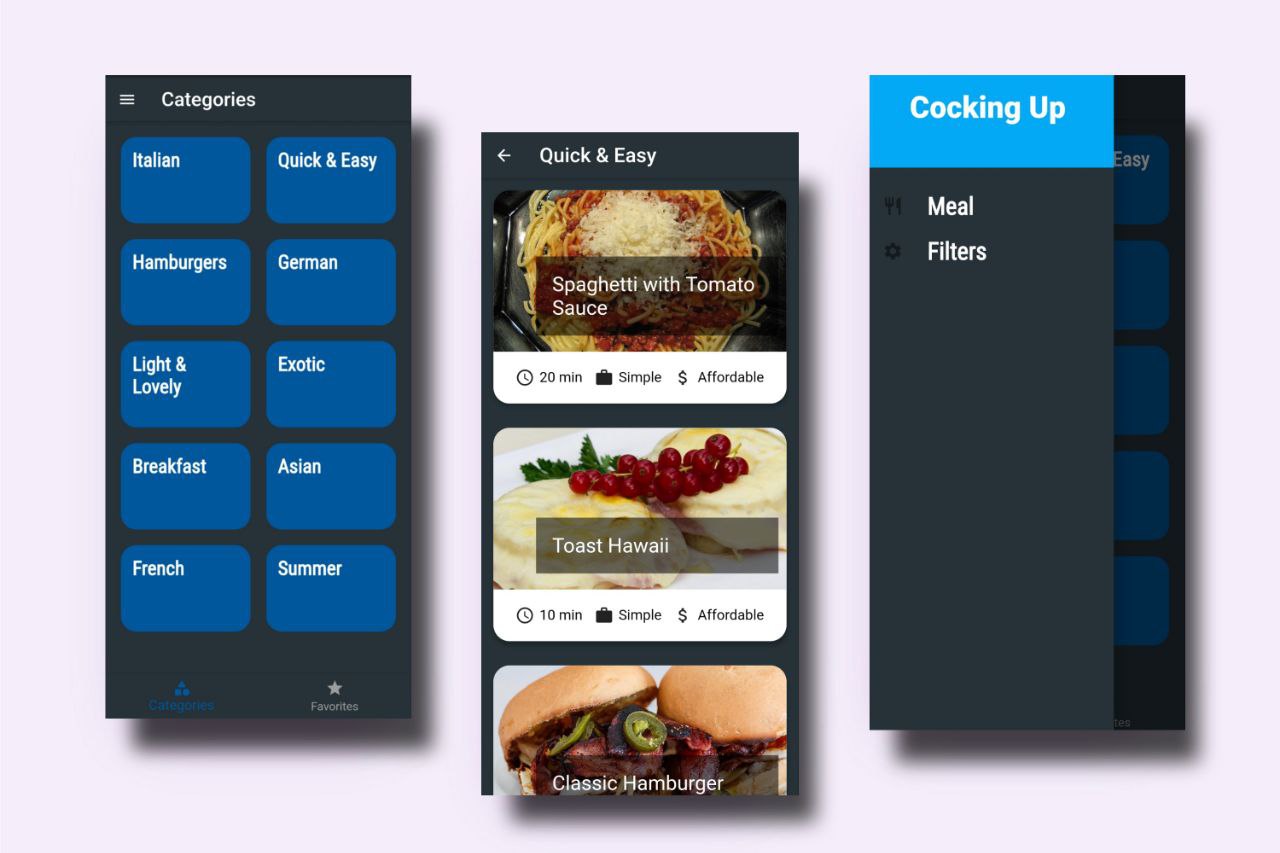 Categories
Italian
Quick & Easy
Hamburgers
German
Light &
Lovely
Exotic
Breakfast
Asian
French
Summer
Categories
Favorites
Quick & Easy
Spaghetti with Tomato
Sauce
20 min Simple $ Affordable
Toast Hawaii
10 min Simple $ Affordable
Classic Hamburger
Cocking Up
Easy
Meal
Filters
tes